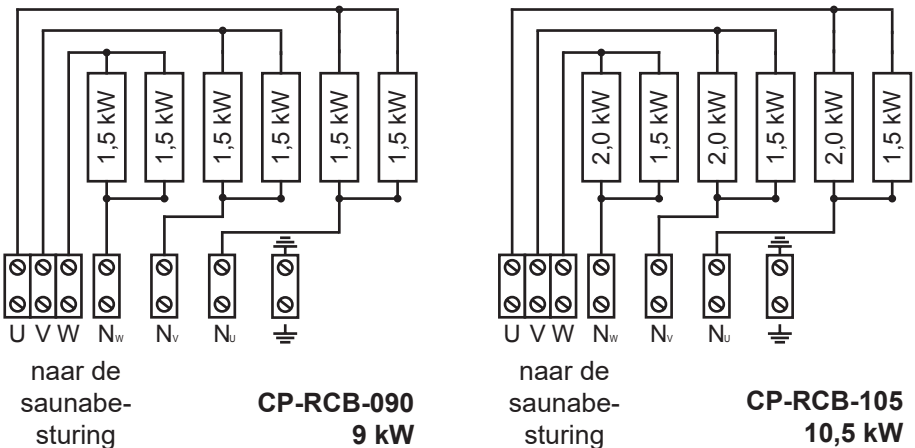 1,5 kW 1,5 kW 1,5 kW 1,5 kW 1,5 kW 1,5 kW
U V W Nw Nv Nu
naar de
saunabe-
sturing
CP-RCB-090
9 kW
2,0 kW 1,5 kW 2,0 kW 1,5 kW 2,0 kW 1,5 kW
U V W Nw Nv Nu
naar de
saunabe-
sturing
CP-RCB-105
10,5 kW